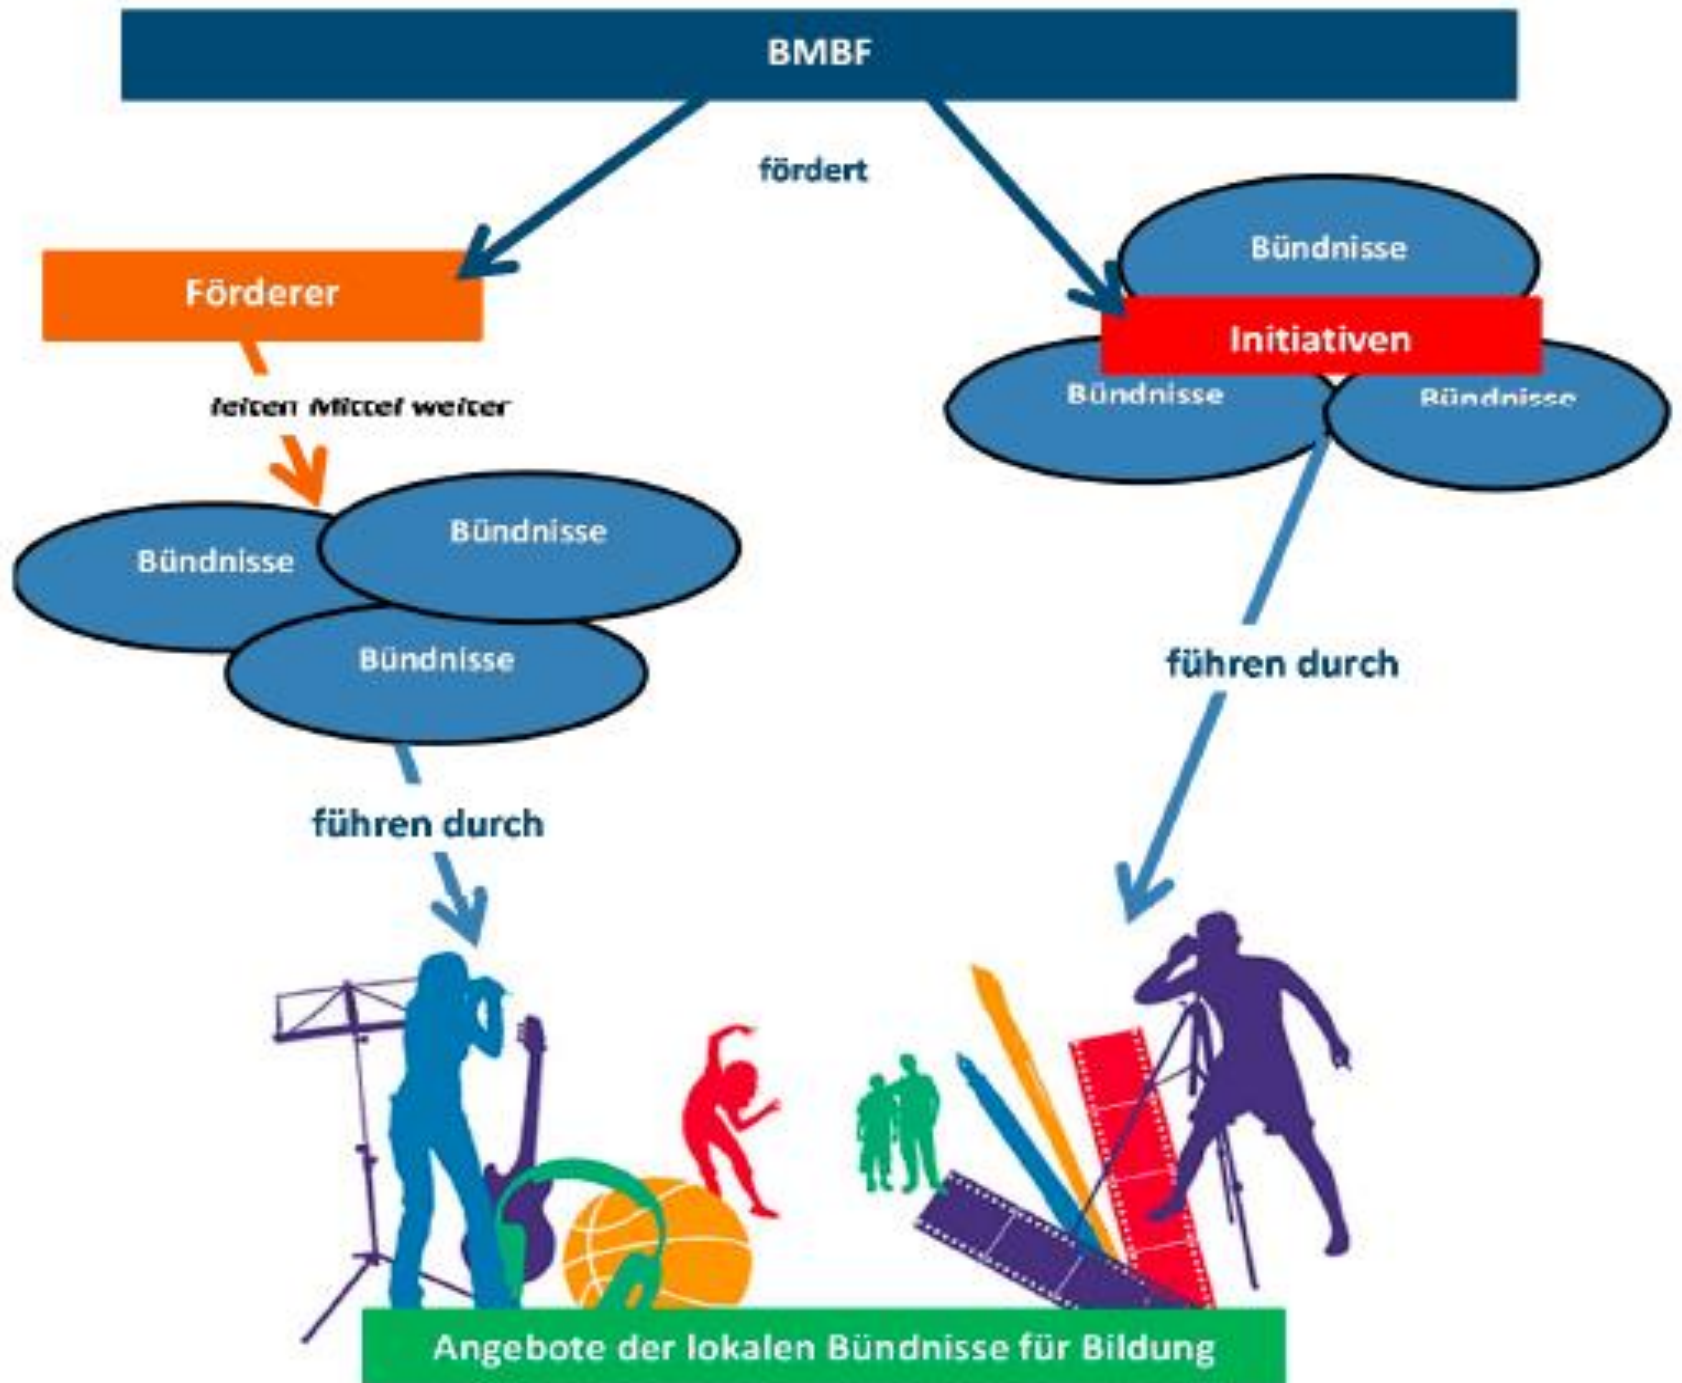 BMBF
fördert
Bündnisse
Förderer
Initiativen
Bündnisse
Bündnisse
leiten Mittel weiter
Bündnisse
Bündnisse
Bündnisse
führen durch
führen durch
Angebote der lokalen Bündnisse für Bildung